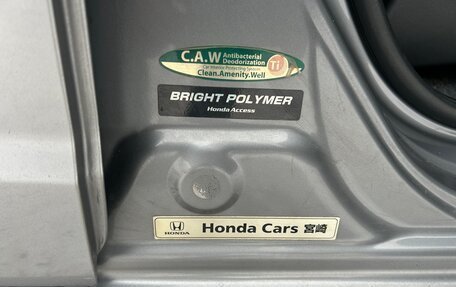 C.A.W Antibacterial
Deodorization
Car Interior Protecting System
Ti
Clean.Amenity.Well
BRIGHT POLYMER
Honda Access
HONDA Honda Cars 宮崎